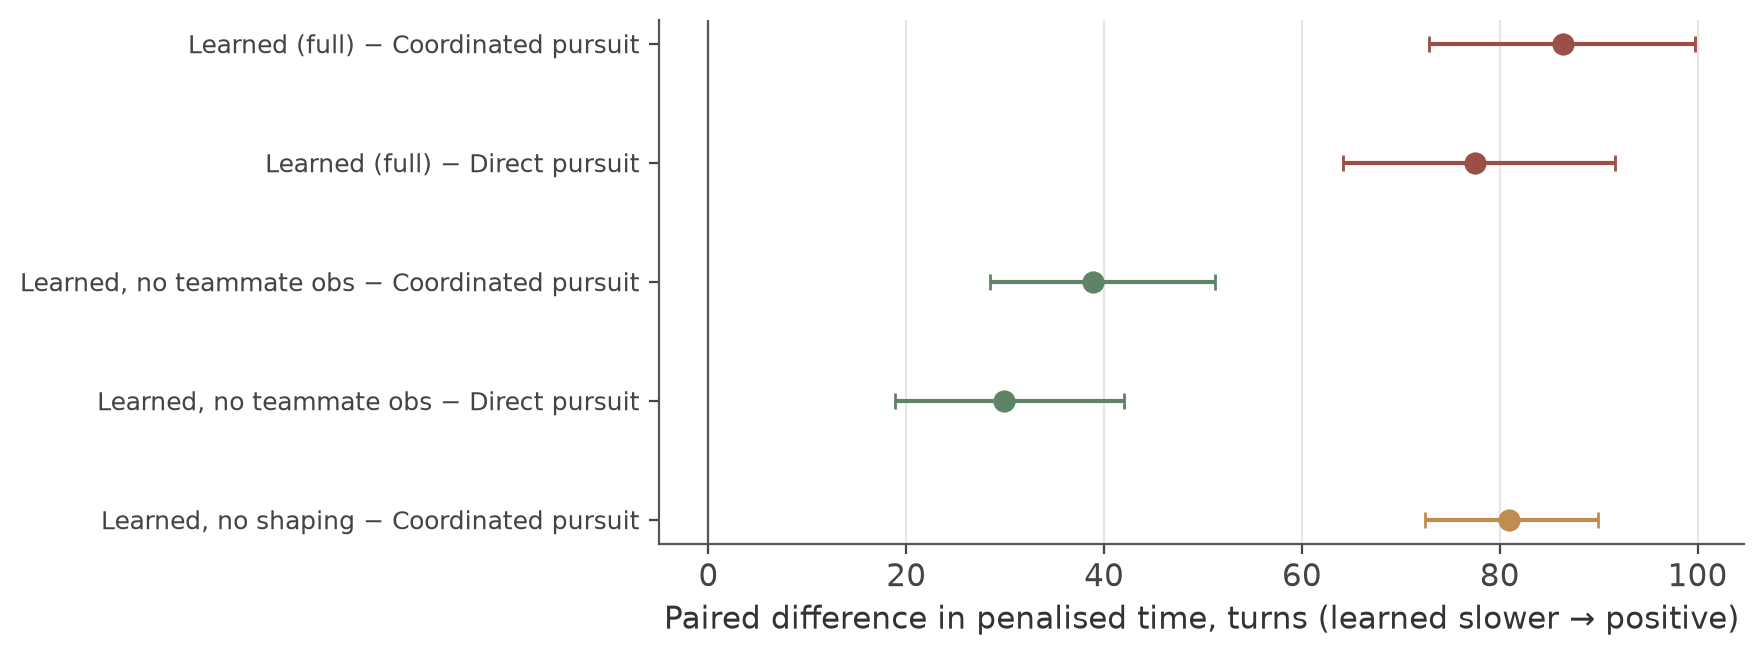 Learned (full) − Coordinated pursuit
Learned (full) − Direct pursuit
Learned, no teammate obs − Coordinated pursuit
Learned, no teammate obs − Direct pursuit
Learned, no shaping − Coordinated pursuit
0 20 40 60 80 100
Paired difference in penalised time, turns (learned slower → positive)